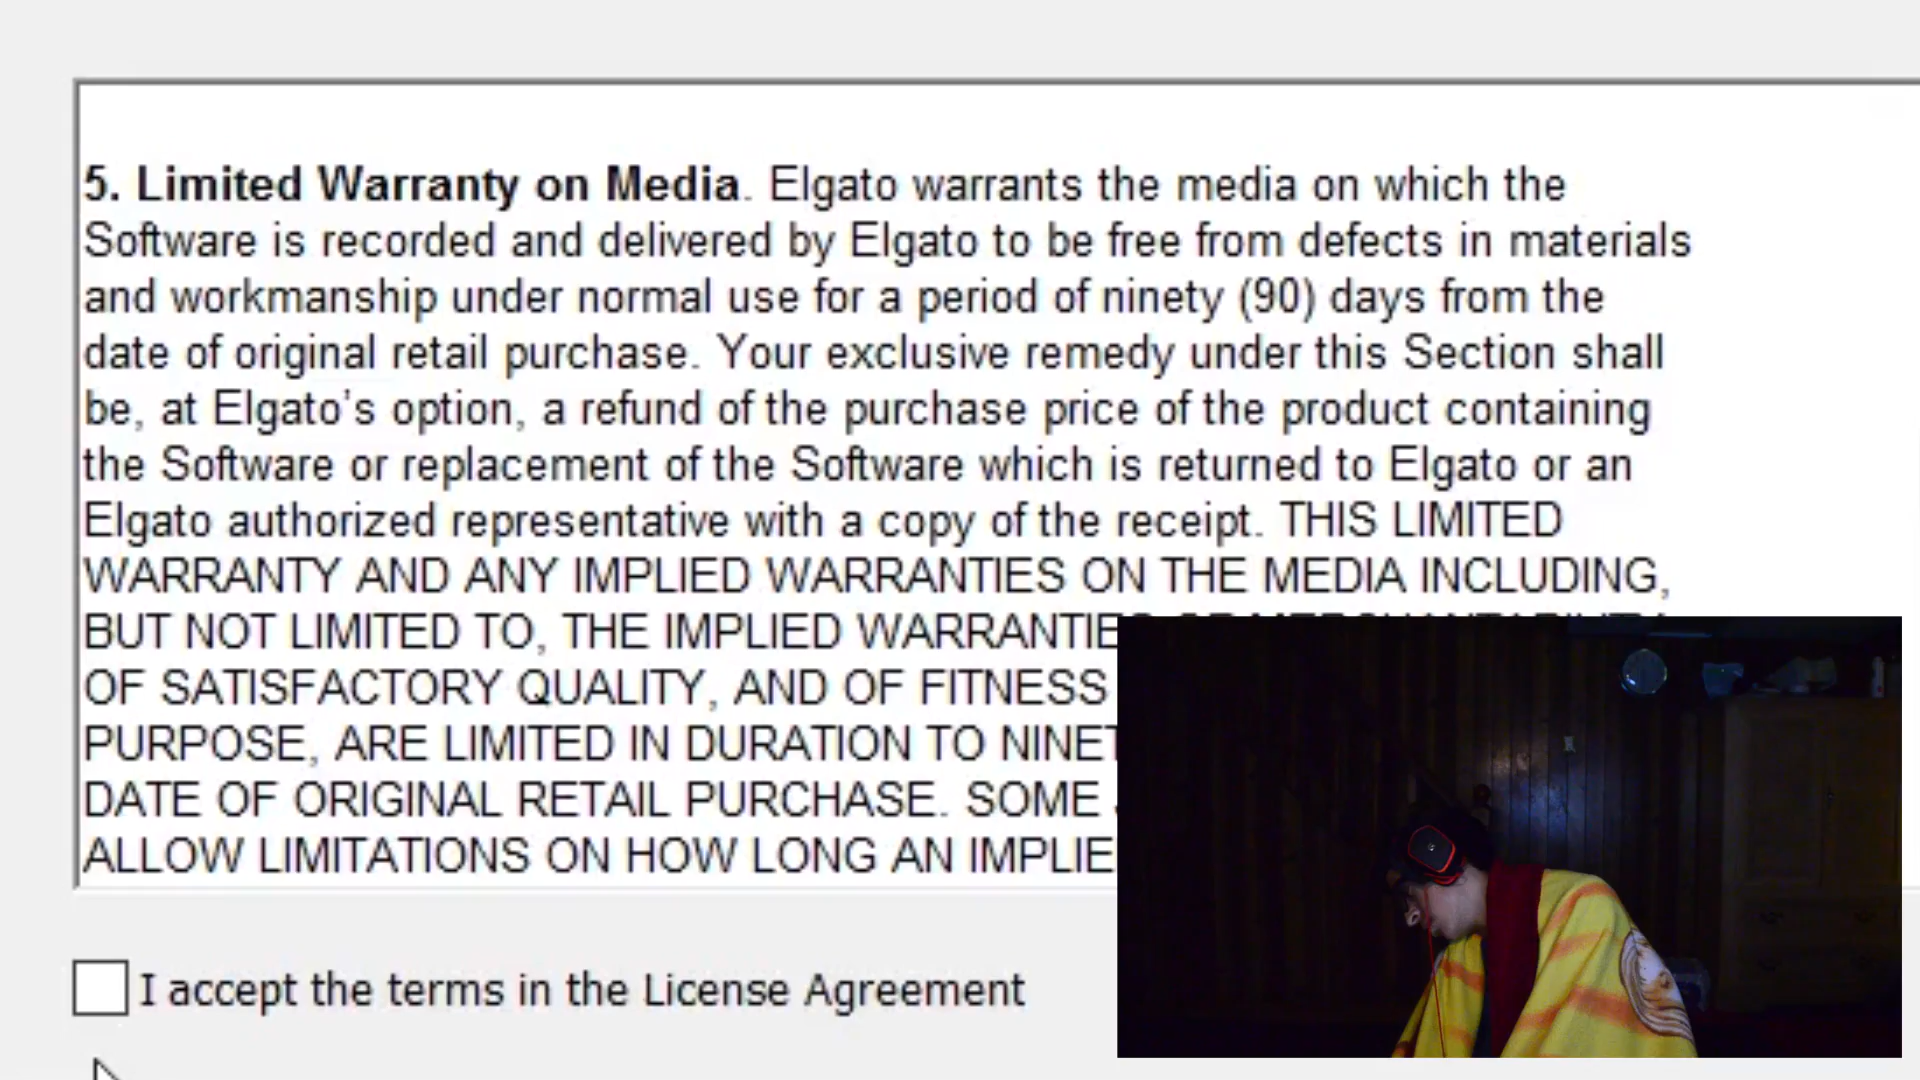 5. Limited Warranty on Media. Elgato warrants the media on which the
Software is recorded and delivered by Elgato to be free from defects in materials
and workmanship under normal use for a period of ninety (90) days from the
date of original retail purchase. Your exclusive remedy under this Section shall
be, at Elgato's option, a refund of the purchase price of the product containing
the Software or replacement of the Software which is returned to Elgato or an
Elgato authorized representative with a copy of the receipt. THIS LIMITED
WARRANTY AND ANY IMPLIED WARRANTIES ON THE MEDIA INCLUDING,
BUT NOT LIMITED TO, THE IMPLIED
OF SATISFACTORY QUALITY, AND OF FITNESS
PURPOSE, ARE LIMITED IN DURATION TO
DATE OF ORIGINAL RETAIL PURCHASE. SOME
ALLOW LIMITATIONS ON HOW LONG AN
I accept the terms in the License Agreement